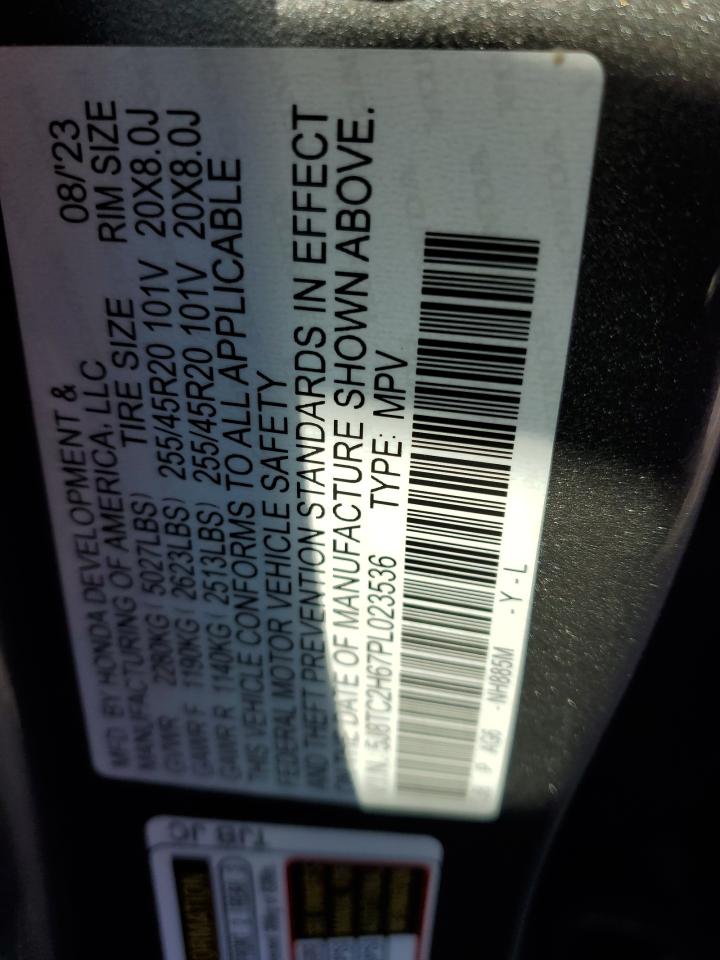 MFD BY HONDA DEVELOPMENT & 08/'23
MANUFACTURING OF AMERICA, LLC TIRE SIZE RIM SIZE
GVWR 2280KG ( 5027LBS)
GAWR F 1190KG ( 2623LBS) 255/45R20 101V 20X8.0J
GAWR R 1140KG ( 2513LBS) 255/45R20 101V 20X8.0J
THIS VEHICLE CONFORMS TO ALL APPLICABLE
FEDERAL MOTOR VEHICLE SAFETY
AND THEFT PREVENTION STANDARDS IN EFFECT
ON THE DATE OF MANUFACTURE SHOWN ABOVE.
V.I.N. 5J8TC2H67PL023536 TYPE: MPV
AG6 -NH885M - Y - L
TJB JC